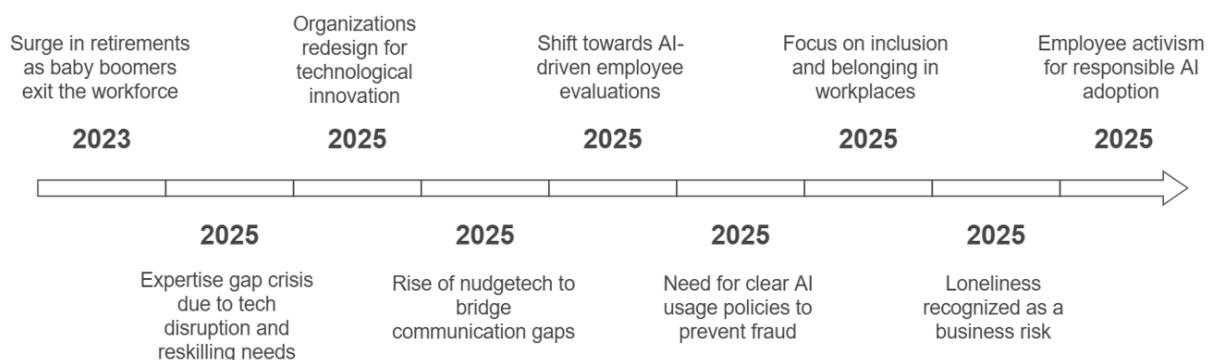 Surge in retirements
as baby boomers
exit the workforce
2023
Organizations
redesign for
technological
innovation
2025
Shift towards AI-
driven employee
evaluations
2025
Focus on inclusion
and belonging in
workplaces
2025
Employee activism
for responsible AI
adoption
2025
2025
Expertise gap crisis
due to tech
disruption and
reskilling needs
2025
Rise of nudgetech to
bridge
communication gaps
2025
Need for clear AI
usage policies to
prevent fraud
2025
Loneliness
recognized as a
business risk